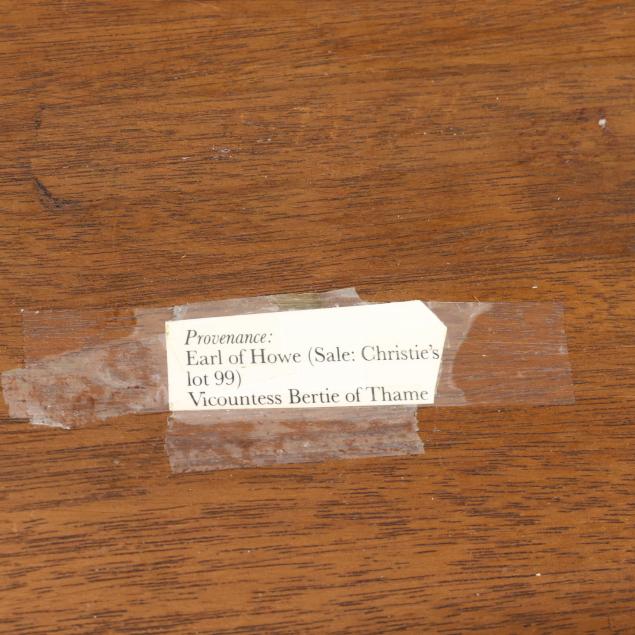 Provenance:
Earl of Howe (Sale: Christie's
lot 99)
Vicountess Bertie of Thame